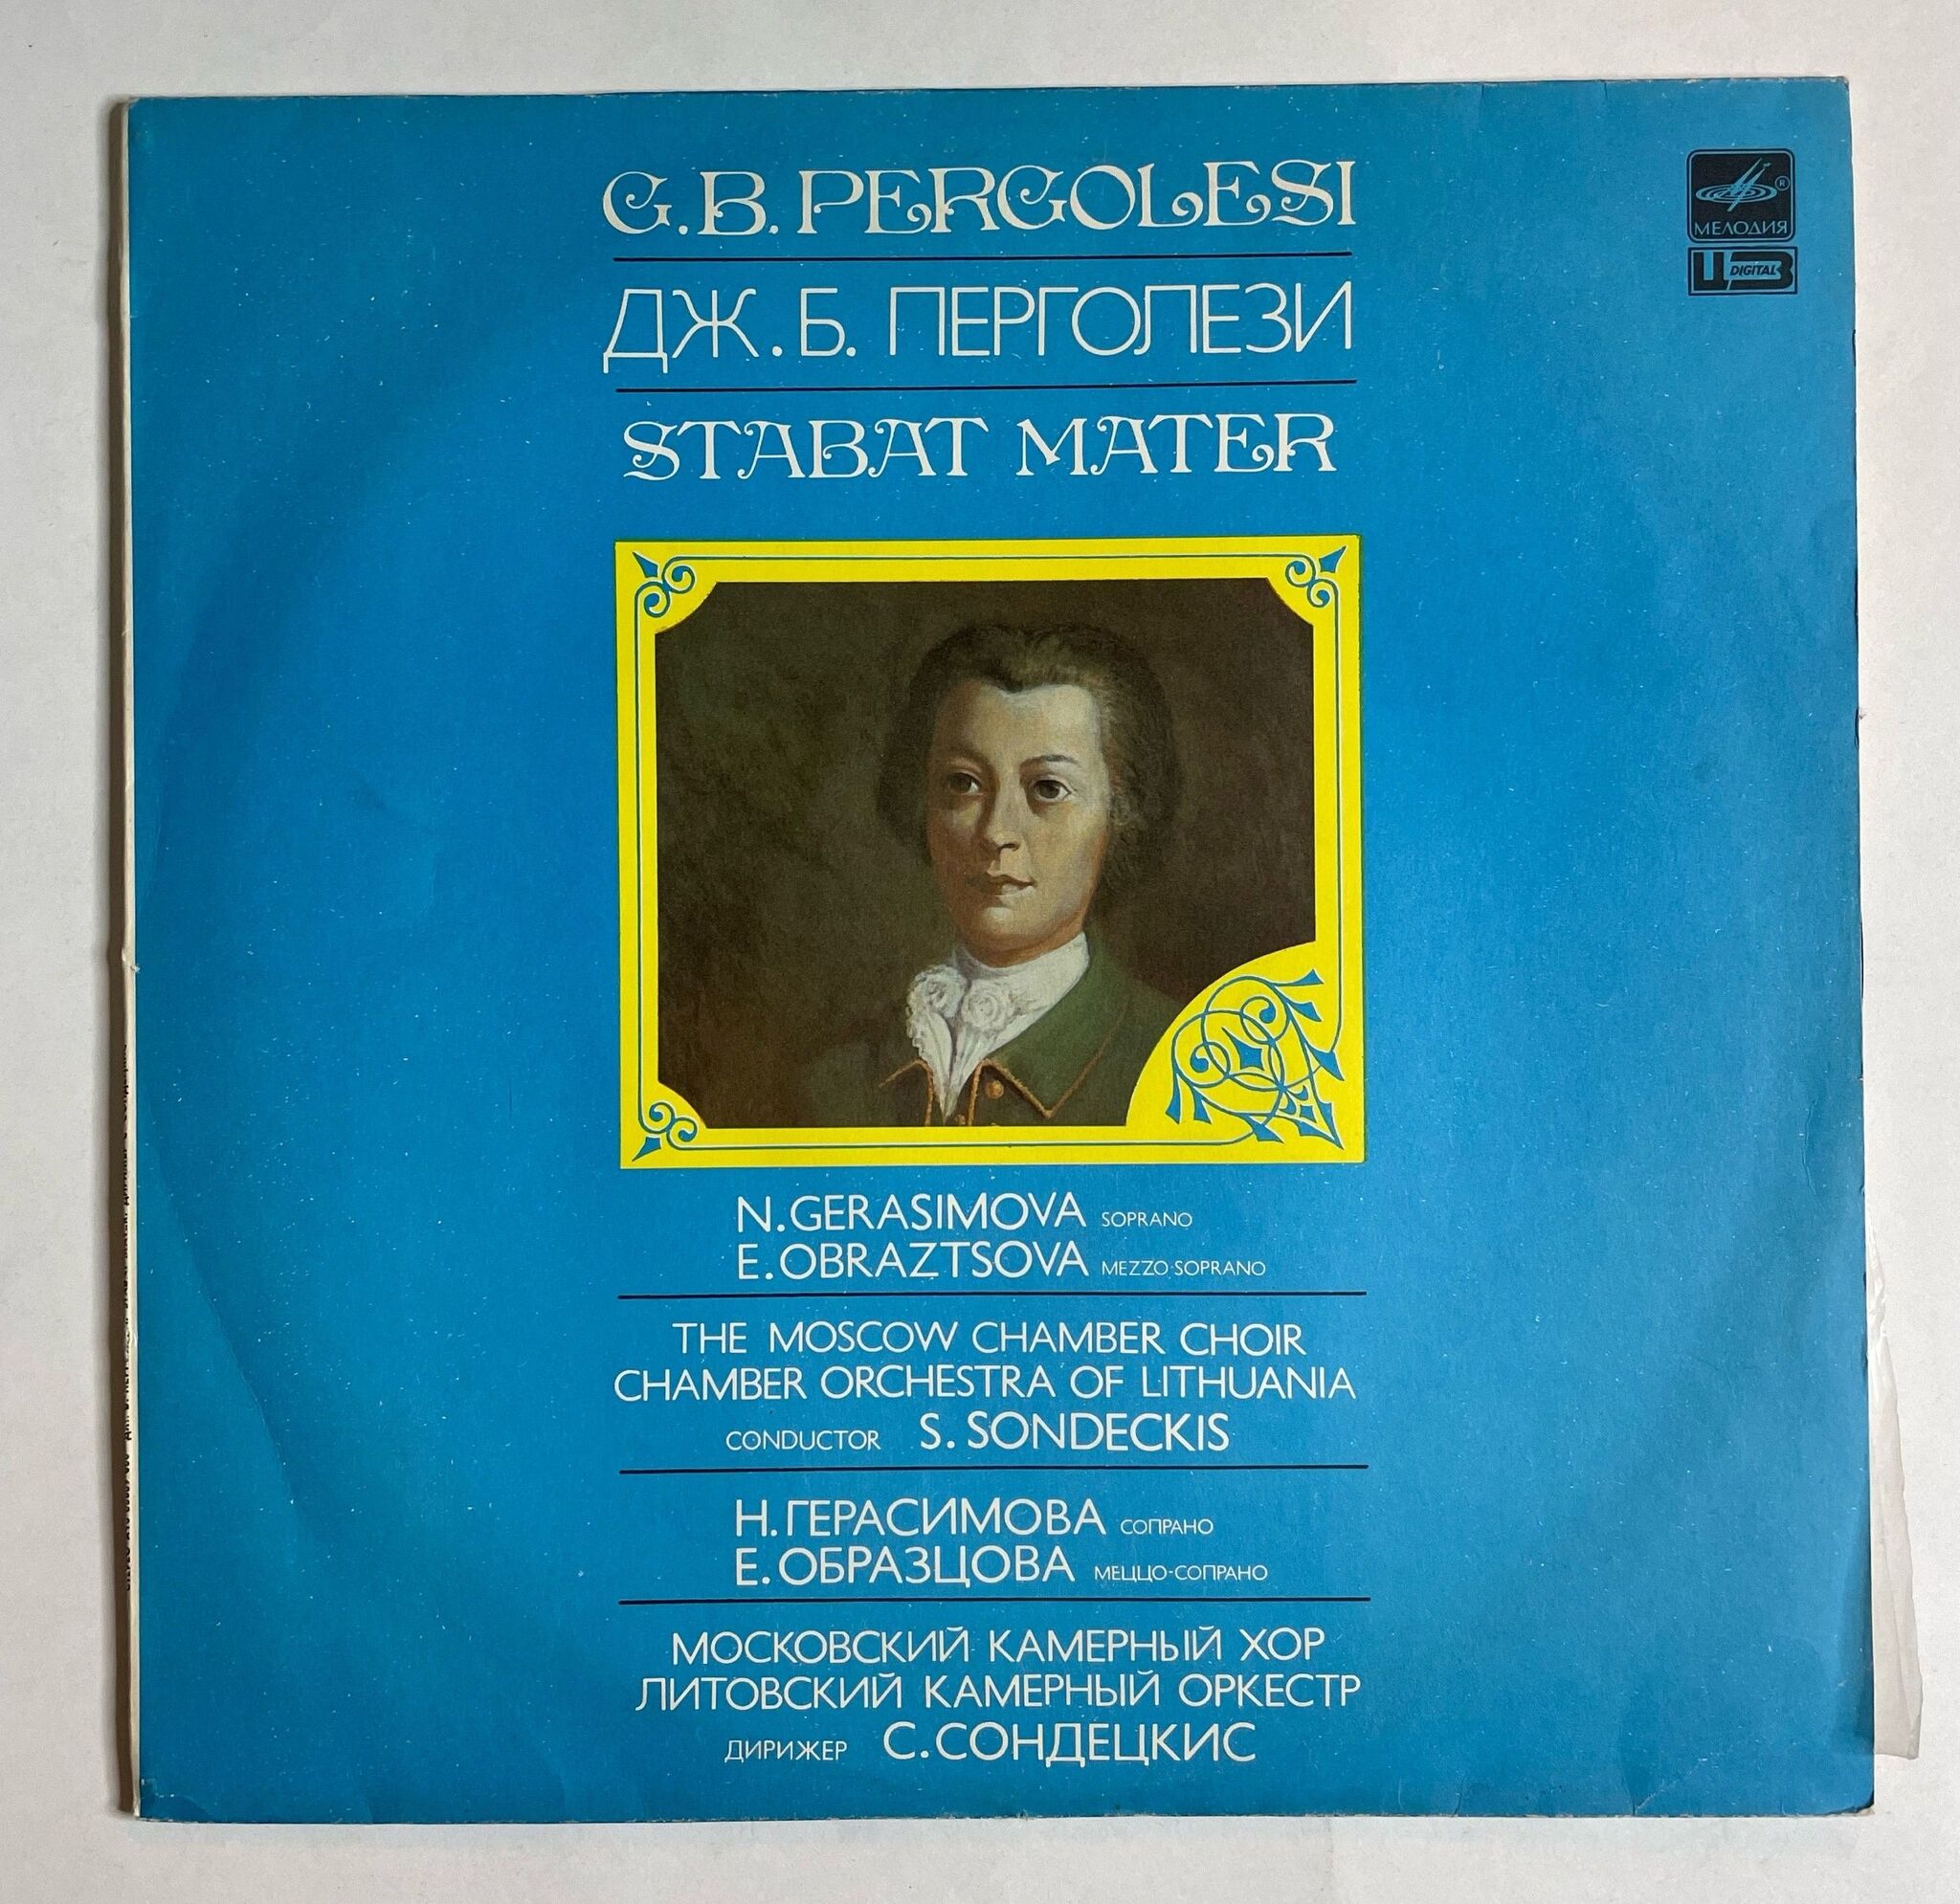 G.B. PERGOLESI
МЕЛОДИЯ
ДЖ.Б. ПЕРГОЛЕЗИ
ЦЗ DIGITAL
STABAT MATER
N.GERASIMOVA SOPRANO
E.OBRAZTSOVA MEZZO-SOPRANO
THE MOSCOW CHAMBER CHOIR
CHAMBER ORCHESTRA OF LITHUANIA
CONDUCTOR S.SONDECKIS
Н.ГЕРАСИМОВА СОПРАНО
Е.ОБРАЗЦОВА МЕЦЦО-СОПРАНО
МОСКОВСКИЙ КАМЕРНЫЙ ХОР
ЛИТОВСКИЙ КАМЕРНЫЙ ОРКЕСТР
ДИРИЖЕР С.СОНДЕЦКИС